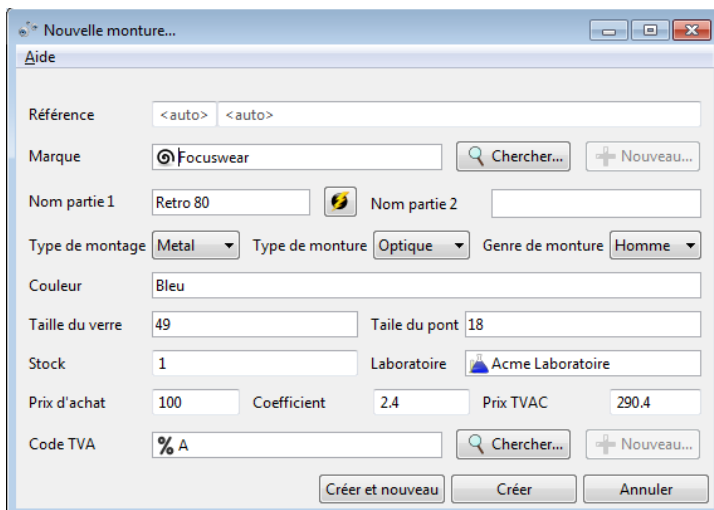 Nouvelle monture...
Aide
Référence <auto> <auto>
Marque Focuswear Chercher... Nouveau...
Nom partie 1 Retro 80 Nom partie 2
Type de montage Metal Type de monture Optique Genre de monture Homme
Couleur Bleu
Taille du verre 49 Taile du pont 18
Stock 1 Laboratoire Acme Laboratoire
Prix d'achat 100 Coefficient 2.4 Prix TVAC 290.4
Code TVA % A Chercher... Nouveau...
Créer et nouveau Créer Annuler